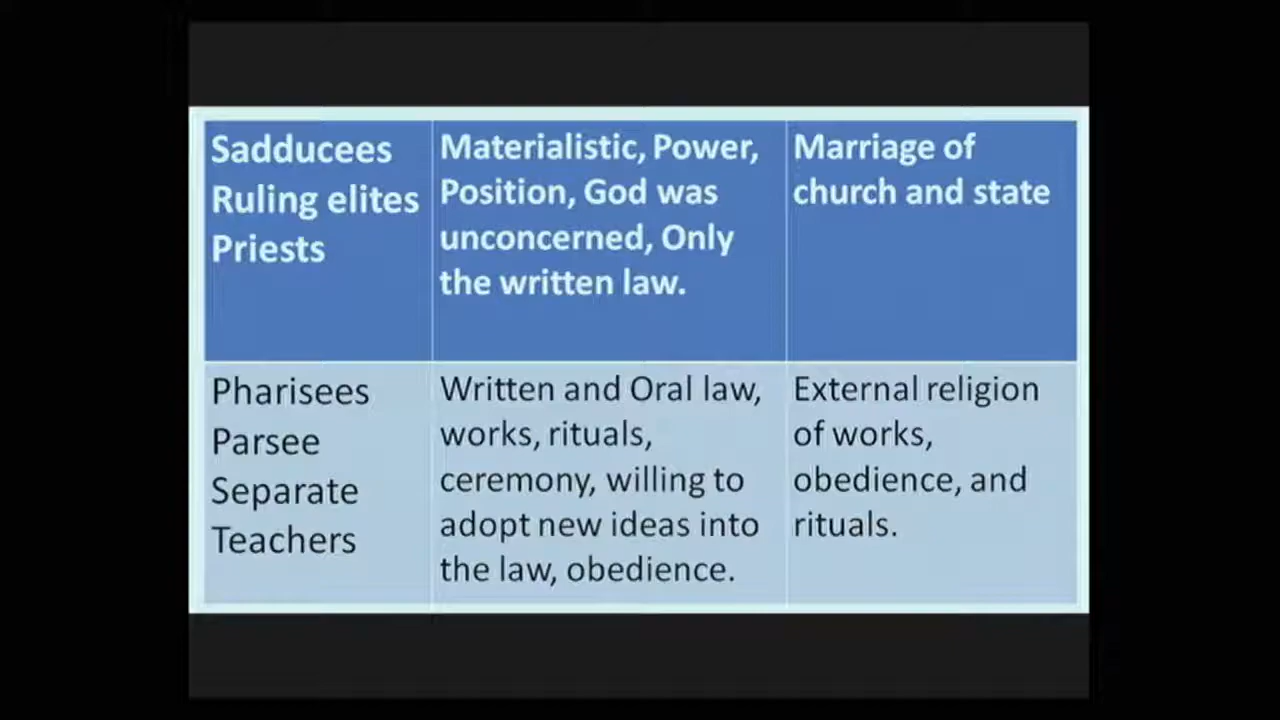 Sadducees
Ruling elites
Priests
Materialistic, Power,
Position, God was
unconcerned, Only
the written law.
Marriage of
church and state
Pharisees
Parsee
Separate
Teachers
Written and Oral law,
works, rituals,
ceremony, willing to
adopt new ideas into
the law, obedience.
External religion
of works,
obedience, and
rituals.